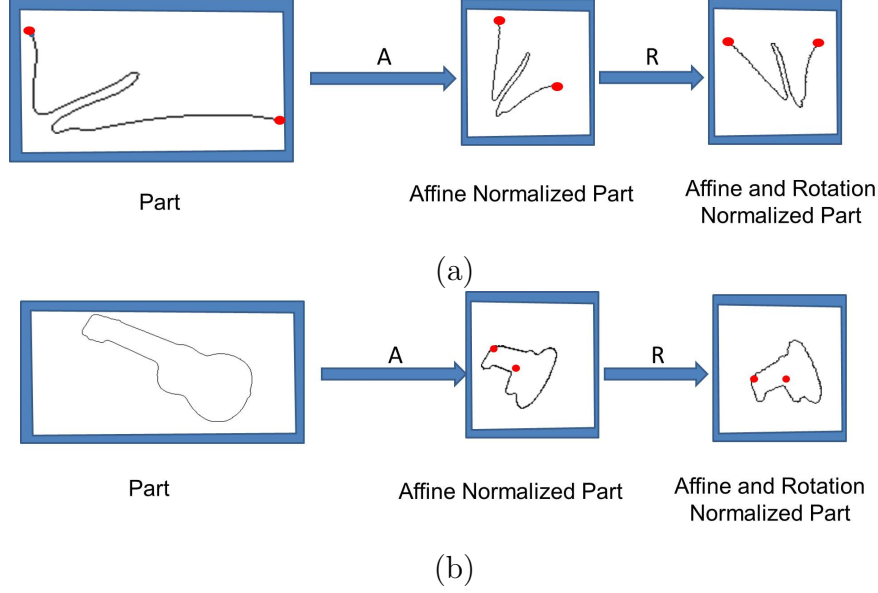 A
R
Part
Affine Normalized Part
Affine and Rotation
Normalized Part
(a)
A
R
Part
Affine Normalized Part
Affine and Rotation
Normalized Part
(b)